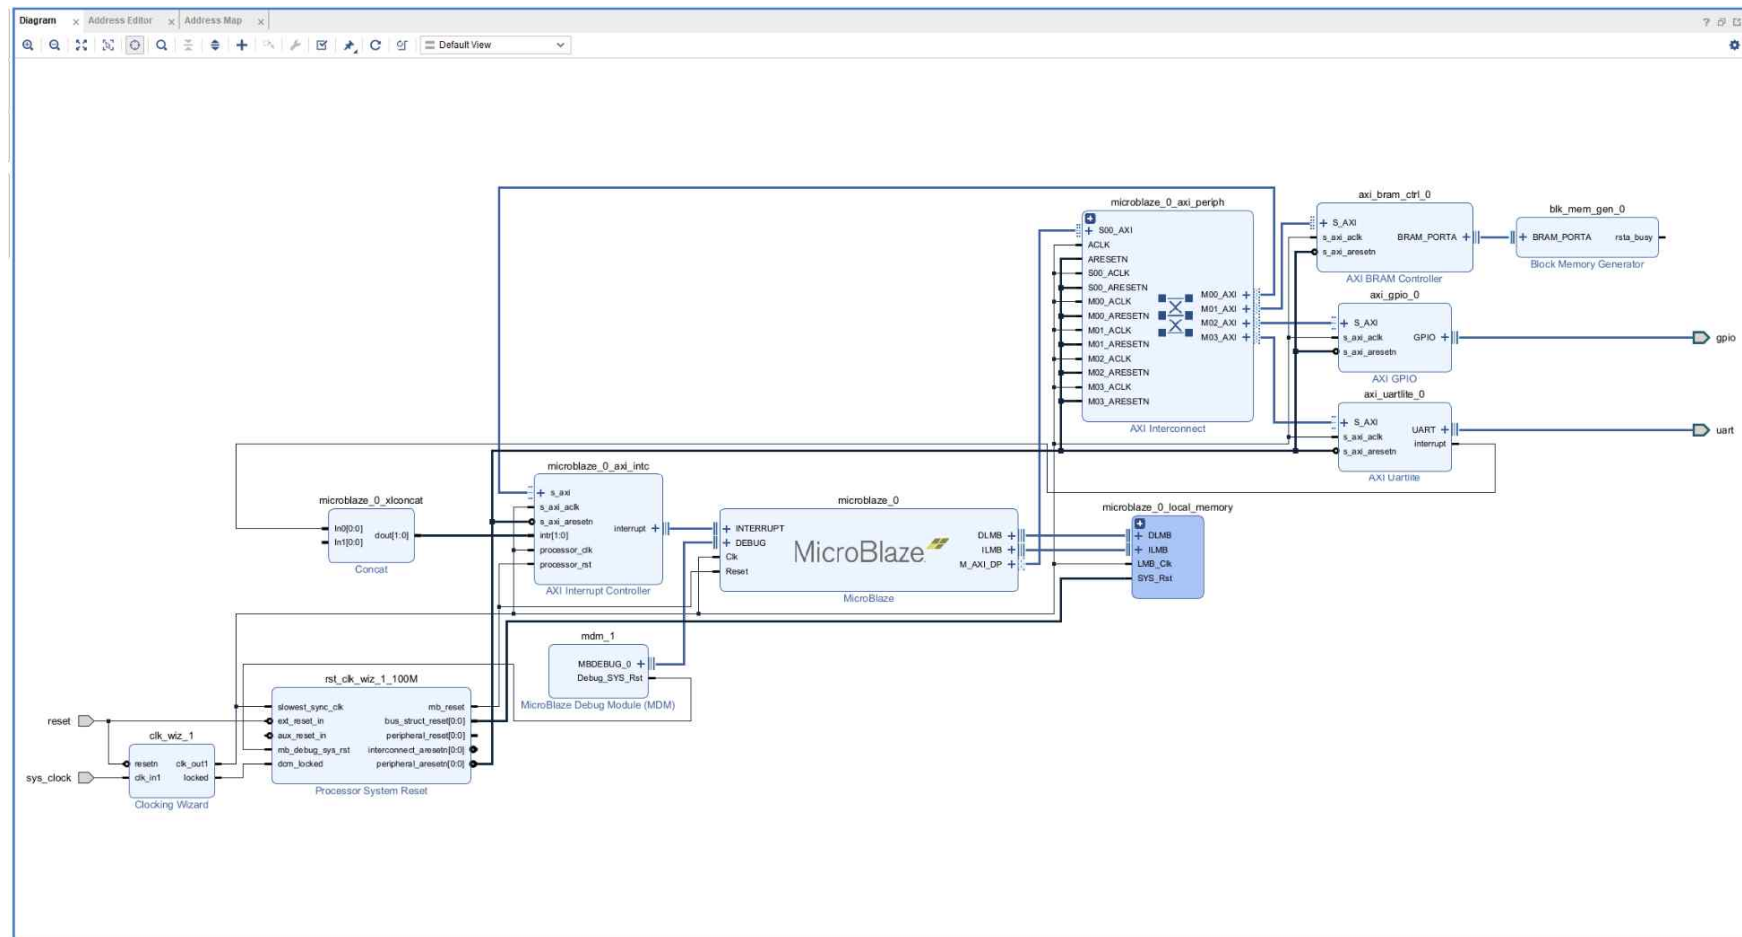 Diagram
Address Editor
Address Map
Default View
microblaze_0_axi_periph
S00_AXI
ACLK
ARESETN
S00_ACLK
S00_ARESETN
M00_ACLK
M00_ARESETN
M01_ACLK
M01_ARESETN
M02_ACLK
M02_ARESETN
M03_ACLK
M03_ARESETN
M00_AXI
M01_AXI
M02_AXI
M03_AXI
AXI Interconnect
axi_bram_ctrl_0
S_AXI
s_axi_aclk
s_axi_aresetn
BRAM_PORTA
AXI BRAM Controller
blk_mem_gen_0
BRAM_PORTA
rsta_busy
Block Memory Generator
axi_gpio_0
S_AXI
s_axi_aclk
s_axi_aresetn
GPIO
AXI GPIO
gpio
axi_uartlite_0
S_AXI
s_axi_aclk
s_axi_aresetn
UART
interrupt
AXI Uartlite
uart
microblaze_0_axi_intc
s_axi
s_axi_aclk
s_axi_aresetn
intr[1:0]
processor_clk
processor_rst
interrupt
AXI Interrupt Controller
microblaze_0_xlconcat
In0[0:0]
In1[0:0]
dout[1:0]
Concat
microblaze_0
INTERRUPT
DEBUG
Clk
Reset
MicroBlaze
DLMB
ILMB
M_AXI_DP
MicroBlaze
microblaze_0_local_memory
DLMB
ILMB
LMB_Clk
SYS_Rst
mdm_1
MBDEBUG_0
Debug_SYS_Rst
MicroBlaze Debug Module (MDM)
rst_clk_wiz_1_100M
slowest_sync_clk
ext_reset_in
aux_reset_in
mb_debug_sys_rst
dcm_locked
mb_reset
bus_struct_reset[0:0]
peripheral_reset[0:0]
interconnect_aresetn[0:0]
peripheral_aresetn[0:0]
Processor System Reset
reset
sys_clock
clk_wiz_1
resetn
clk_in1
clk_out1
locked
Clocking Wizard